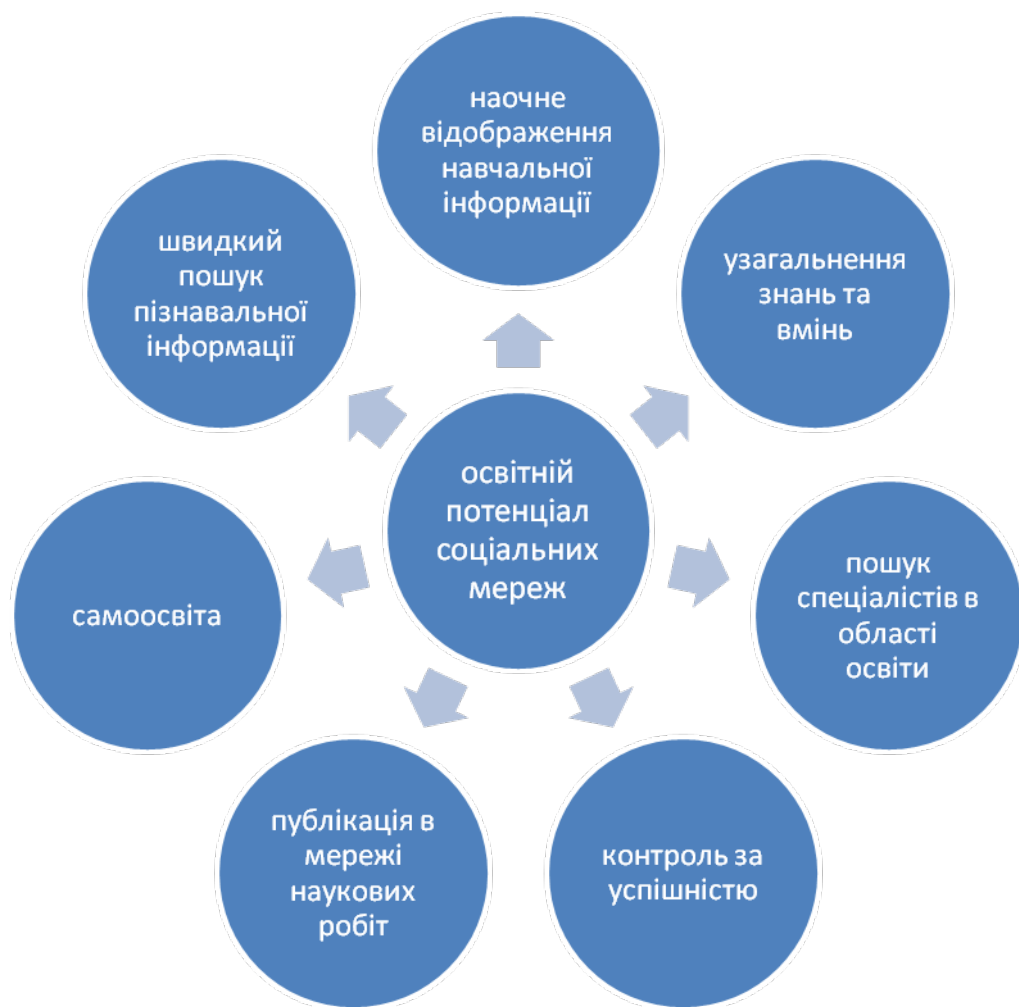 наочне
відображення
навчальної
інформації
узагальнення
знань та
вмінь
пошук
спеціалістів в
області
освіти
контроль за
успішністю
публікація в
мережі
наукових
робіт
самоосвіта
швидкий
пошук
пізнавальної
інформації
освітній
потенціал
соціальних
мереж